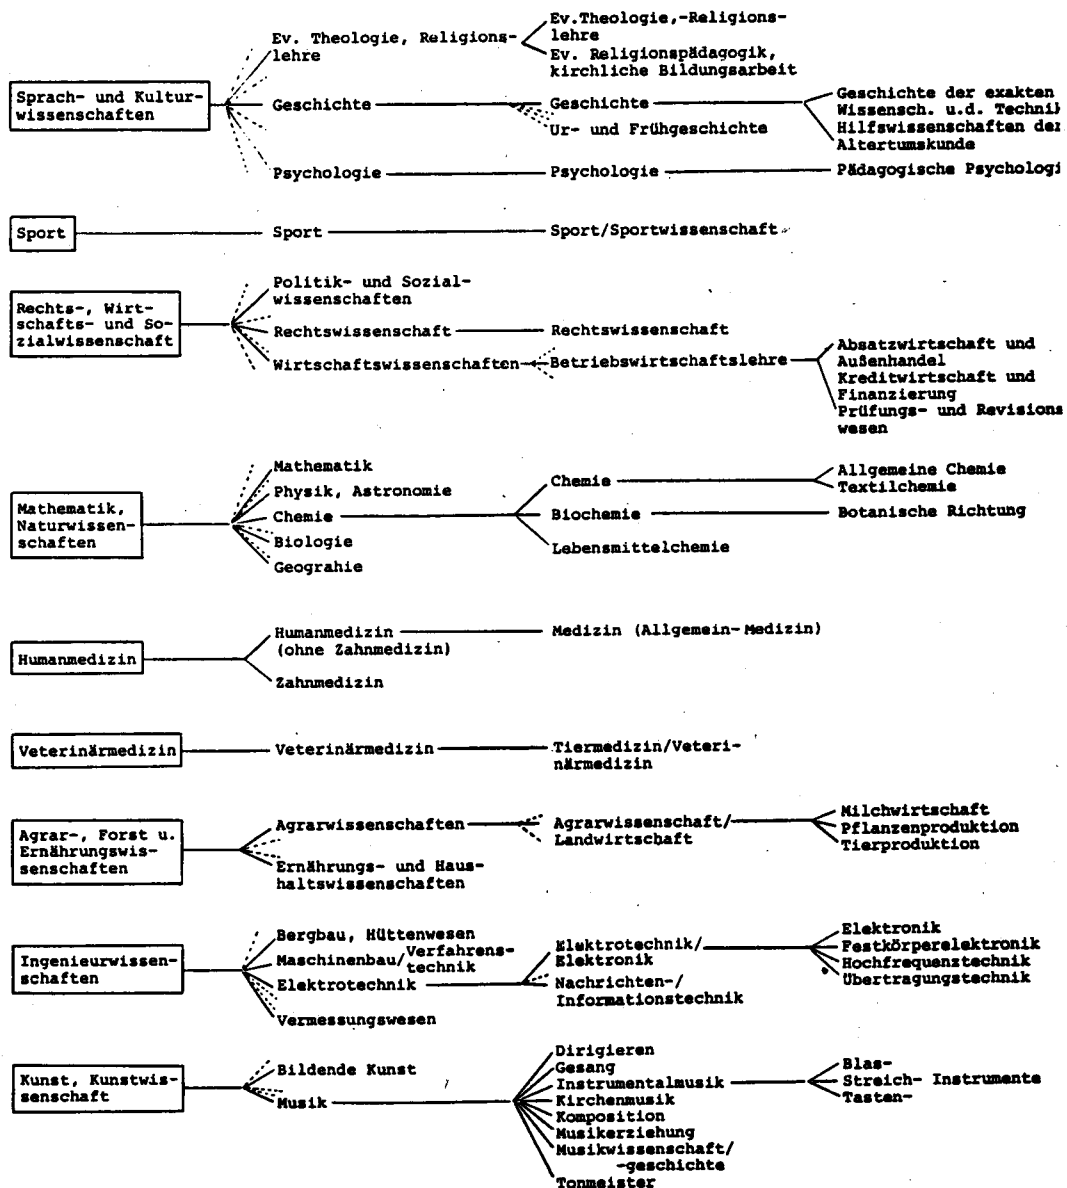 Ev. Theologie, Religions-
lehre
Ev.Theologie,-Religions-
lehre
Ev. Religionspädagogik,
kirchliche Bildungsarbeit
Sprach- und Kultur-
wissenschaften
Geschichte
Geschichte
Ur- und Frühgeschichte
Geschichte der exakten
Wissensch. u.d. Technik
Hilfswissenschaften der
Altertumskunde
Psychologie
Psychologie
Pädagogische Psychologi
Sport
Sport
Sport/Sportwissenschaft
Rechts-, Wirt-
schafts- und So-
zialwissenschaft
Politik- und Sozial-
wissenschaften
Rechtswissenschaft
Rechtswissenschaft
Wirtschaftswissenschaften
Betriebswirtschaftslehre
Absatzwirtschaft und
Außenhandel
Kreditwirtschaft und
Finanzierung
Prüfungs- und Revisions
wesen
Mathematik,
Naturwissen-
schaften
Mathematik
Physik, Astronomie
Chemie
Biologie
Geograhie
Chemie
Biochemie
Lebensmittelchemie
Allgemeine Chemie
Textilchemie
Botanische Richtung
Humanmedizin
Humanmedizin
(ohne Zahnmedizin)
Zahnmedizin
Medizin (Allgemein-Medizin)
Veterinärmedizin
Veterinärmedizin
Tiermedizin/Veteri-
närmedizin
Agrar-, Forst u.
Ernährungswis-
senschaften
Agrarwissenschaften
Ernährungs- und Haus-
haltswissenschaften
Agrarwissenschaft/
Landwirtschaft
Milchwirtschaft
Pflanzenproduktion
Tierproduktion
Ingenieurwissen-
schaften
Bergbau, Hüttenwesen
Maschinenbau/Verfahrens-
technik
Elektrotechnik
Vermessungswesen
Elektrotechnik/
Elektronik
Nachrichten-/
Informationstechnik
Elektronik
Festkörperelektronik
Hochfrequenztechnik
Übertragungstechnik
Kunst, Kunstwis-
senschaft
Bildende Kunst
Musik
Dirigieren
Gesang
Instrumentalmusik
Kirchenmusik
Komposition
Musikerziehung
Musikwissenschaft/
-geschichte
Tonmeister
Blas-
Streich- Instrumente
Tasten-